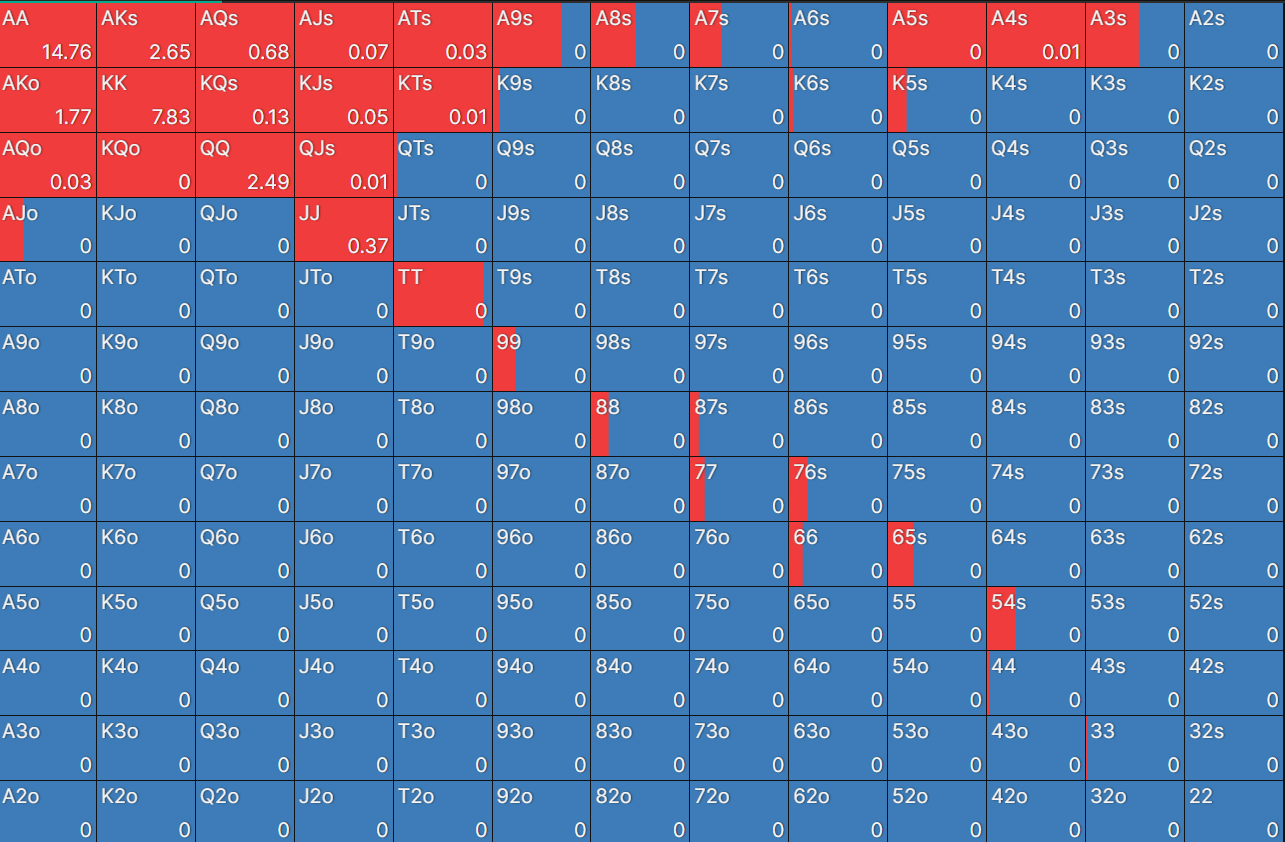 AA AKs AQs AJs ATs A9s A8s A7s A6s A5s A4s A3s A2s
14.76 2.65 0.68 0.07 0.03 0 0 0 0 0 0.01 0 0
AKo KK KQs KJs KTs K9s K8s K7s K6s K5s K4s K3s K2s
1.77 7.83 0.13 0.05 0.01 0 0 0 0 0 0 0 0
AQo KQo QQ QJs QTs Q9s Q8s Q7s Q6s Q5s Q4s Q3s Q2s
0.03 0 2.49 0.01 0 0 0 0 0 0 0 0 0
AJo KJo QJo JJ JTs J9s J8s J7s J6s J5s J4s J3s J2s
0 0 0 0.37 0 0 0 0 0 0 0 0 0
ATo KTo QTo JTo TT T9s T8s T7s T6s T5s T4s T3s T2s
0 0 0 0 0 0 0 0 0 0 0 0 0
A9o K9o Q9o J9o T9o 99 98s 97s 96s 95s 94s 93s 92s
0 0 0 0 0 0 0 0 0 0 0 0 0
A8o K8o Q8o J8o T8o 98o 88 87s 86s 85s 84s 83s 82s
0 0 0 0 0 0 0 0 0 0 0 0 0
A7o K7o Q7o J7o T7o 97o 87o 77 76s 75s 74s 73s 72s
0 0 0 0 0 0 0 0 0 0 0 0 0
A6o K6o Q6o J6o T6o 96o 86o 76o 66 65s 64s 63s 62s
0 0 0 0 0 0 0 0 0 0 0 0 0
A5o K5o Q5o J5o T5o 95o 85o 75o 65o 55 54s 53s 52s
0 0 0 0 0 0 0 0 0 0 0 0 0
A4o K4o Q4o J4o T4o 94o 84o 74o 64o 54o 44 43s 42s
0 0 0 0 0 0 0 0 0 0 0 0 0
A3o K3o Q3o J3o T3o 93o 83o 73o 63o 53o 43o 33 32s
0 0 0 0 0 0 0 0 0 0 0 0 0
A2o K2o Q2o J2o T2o 92o 82o 72o 62o 52o 42o 32o 22
0 0 0 0 0 0 0 0 0 0 0 0 0